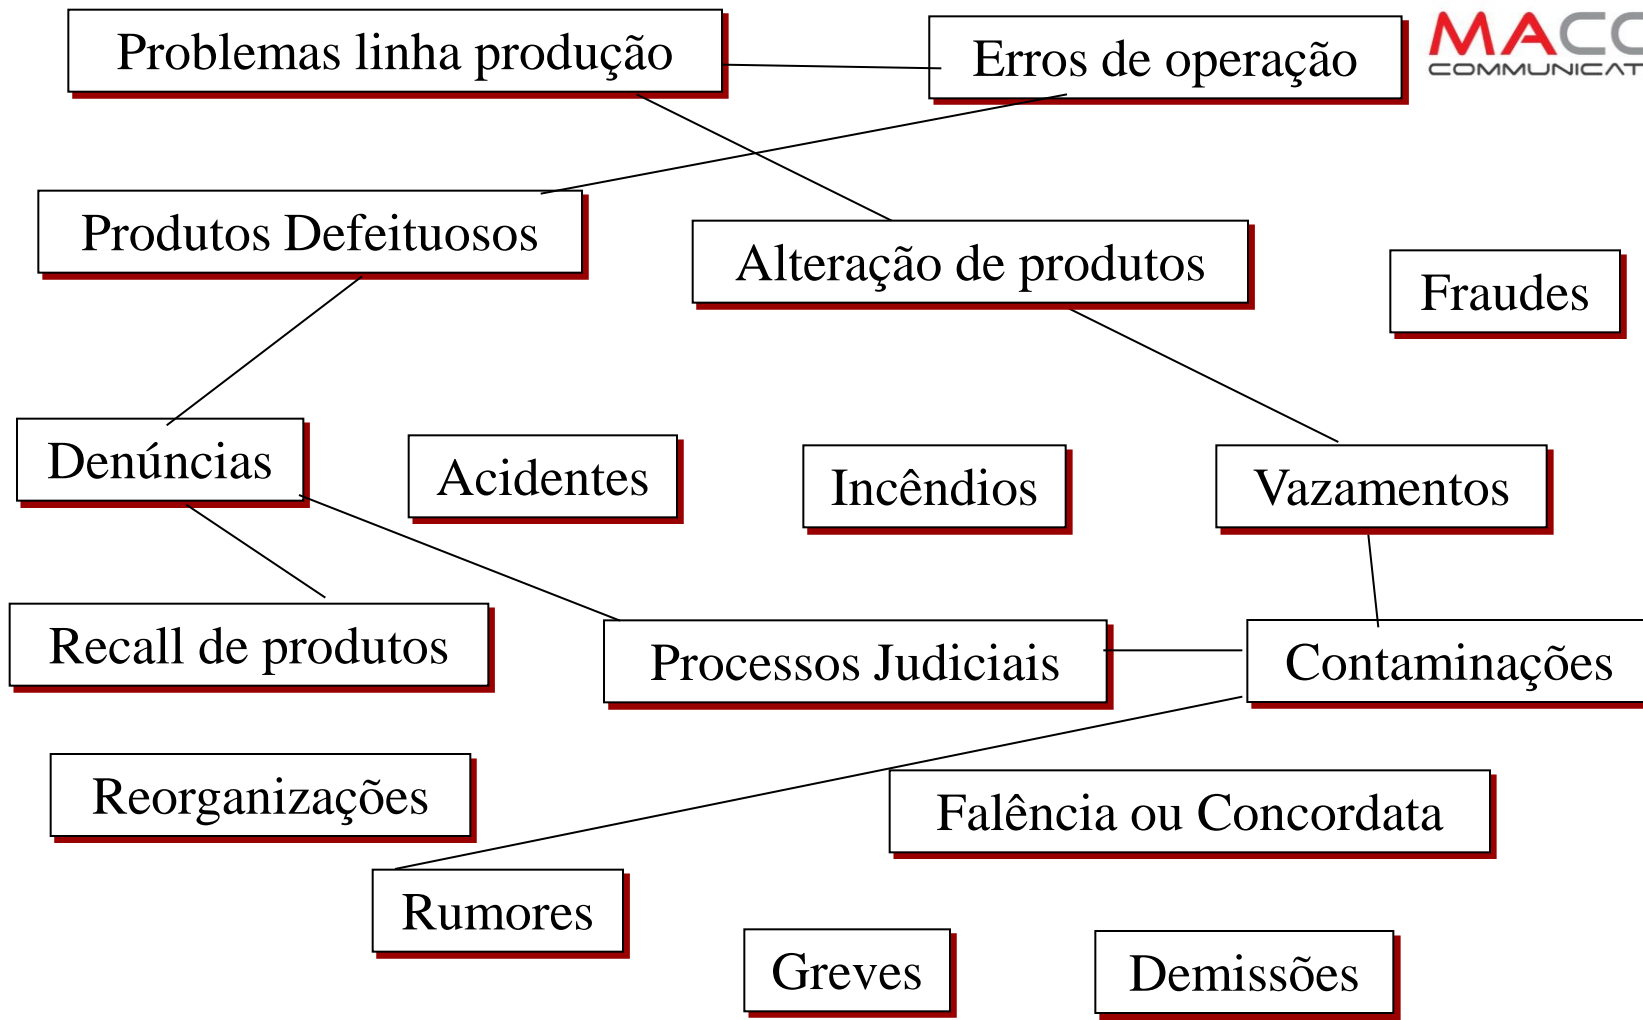 Problemas linha produção
Erros de operação
MACO
COMMUNICAT
Produtos Defeituosos
Alteração de produtos
Fraudes
Denúncias
Acidentes
Incêndios
Vazamentos
Recall de produtos
Processos Judiciais
Contaminações
Reorganizações
Falência ou Concordata
Rumores
Greves
Demissões